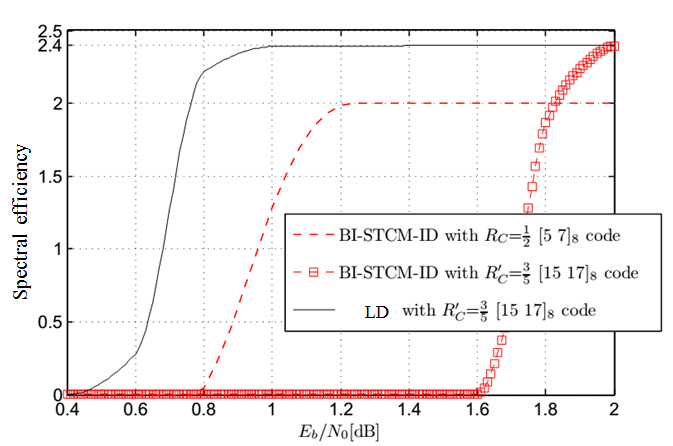 2.5
2.4
2
1.5
1
0.5
0
Spectral efficiency
BI-STCM-ID with R_C=1/2 [5 7]_8 code
BI-STCM-ID with R'_C=3/5 [15 17]_8 code
LD with R'_C=3/5 [15 17]_8 code
0.4 0.6 0.8 1 1.2 1.4 1.6 1.8 2
E_b/N_0[dB]